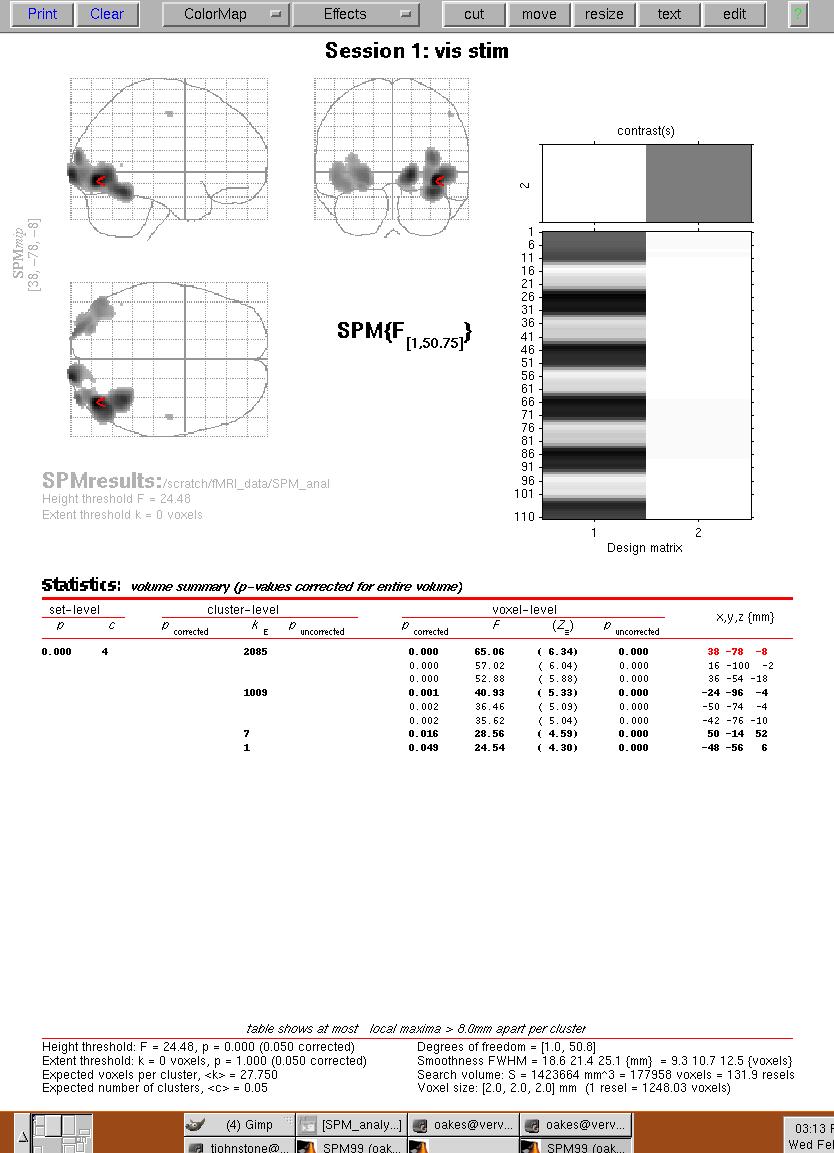 Print Clear ColorMap Effects cut move resize text edit ?
Session 1: vis stim
contrast(s)
2
SPMmip
[38, -78, -8]
SPM{F[1,50.75]}
1
6
11
16
21
26
31
36
41
46
51
56
61
66
71
76
81
86
91
96
101
110
1 2
Design matrix
SPMresults:/scratch/fMRI_data/SPM_anal
Height threshold F = 24.48
Extent threshold k = 0 voxels
Statistics: volume summary (p-values corrected for entire volume)
set-level cluster-level voxel-level x,y,z {mm}
p c p corrected k E p uncorrected p corrected F (Z≡) p uncorrected
0.000 4 2085 0.000 65.06 ( 6.34) 0.000 38 -78 -8
0.000 57.02 ( 6.04) 0.000 16 -100 -2
0.000 52.88 ( 5.88) 0.000 36 -54 -18
1009 0.001 40.93 ( 5.33) 0.000 -24 -96 -4
0.002 36.46 ( 5.09) 0.000 -50 -74 -4
0.002 35.62 ( 5.04) 0.000 -42 -76 -10
7 0.016 28.56 ( 4.59) 0.000 50 -14 52
1 0.049 24.54 ( 4.30) 0.000 -48 -56 6
table shows at most local maxima > 8.0mm apart per cluster
Height threshold: F = 24.48, p = 0.000 (0.050 corrected)
Extent threshold: k = 0 voxels, p = 1.000 (0.050 corrected)
Expected voxels per cluster, <k> = 27.750
Expected number of clusters, <c> = 0.05
Degrees of freedom = [1.0, 50.8]
Smoothness FWHM = 18.6 21.4 25.1 {mm} = 9.3 10.7 12.5 {voxels}
Search volume: S = 1423664 mm^3 = 177958 voxels = 131.9 resels
Voxel size: [2.0, 2.0, 2.0] mm (1 resel = 1248.03 voxels)
(4) Gimp [SPM_analy...] oakes@verv... oakes@verv...
tjohnstone@... SPM99 (oak... SPM99 (oak...
03:13
Wed Fe